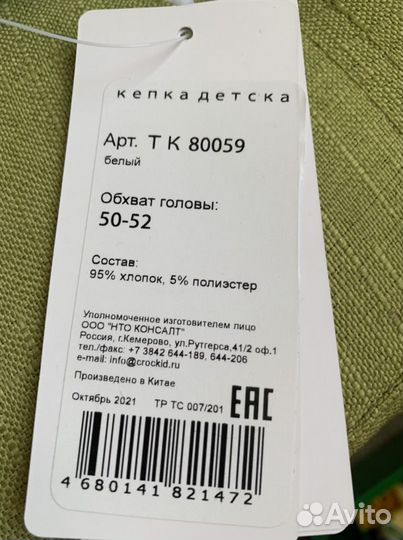 кепка детска
Арт. ТК 80059
белый
Обхват головы:
50-52
Состав:
95% хлопок, 5% полиэстер
Уполномоченное изготовителем лицо
ООО "НТО КОНСАЛТ"
Россия, г.Кемерово, ул.Рутгерса,41/2 оф.1
тел./факс: +7 3842 644-189, 644-206
e-mail: info@crockid.ru
Произведено в Китае
Октябрь 2021 ТР ТС 007/201
EAC
4 680141 821472
Avito